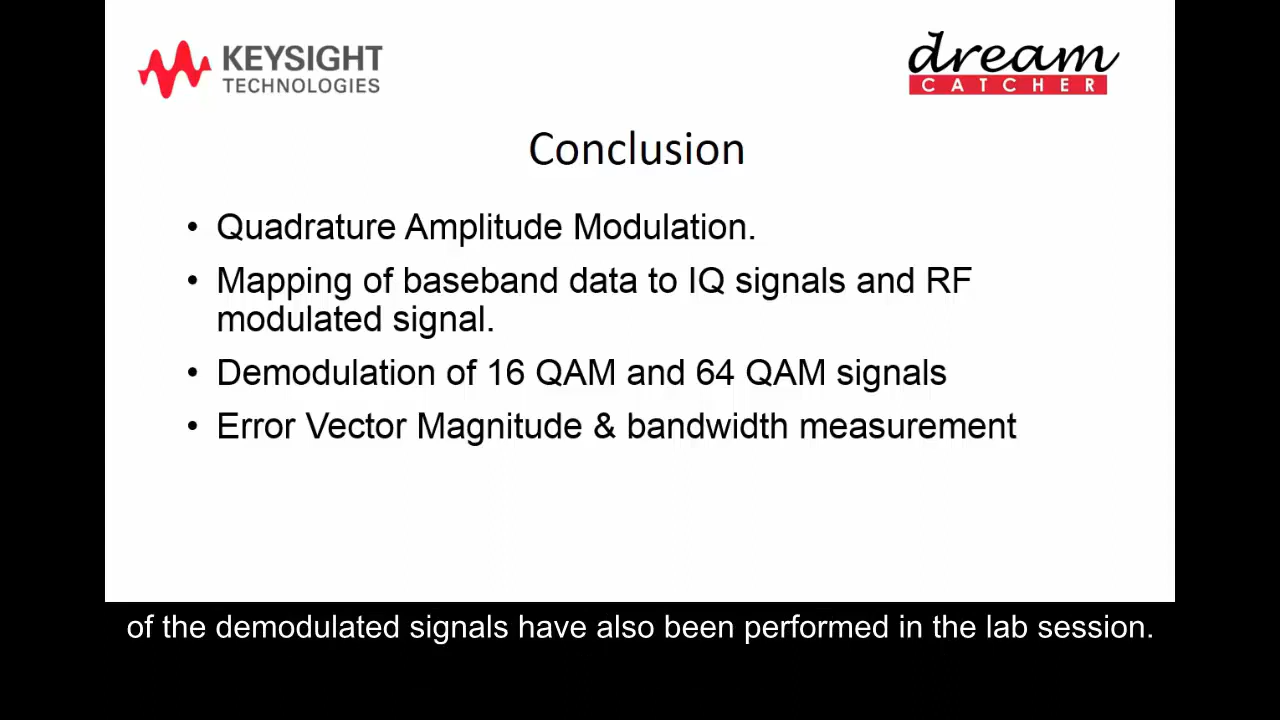 KEYSIGHT
TECHNOLOGIES
dream
CATCHER
Conclusion
• Quadrature Amplitude Modulation.
• Mapping of baseband data to IQ signals and RF
modulated signal.
• Demodulation of 16 QAM and 64 QAM signals
• Error Vector Magnitude & bandwidth measurement
of the demodulated signals have also been performed in the lab session.